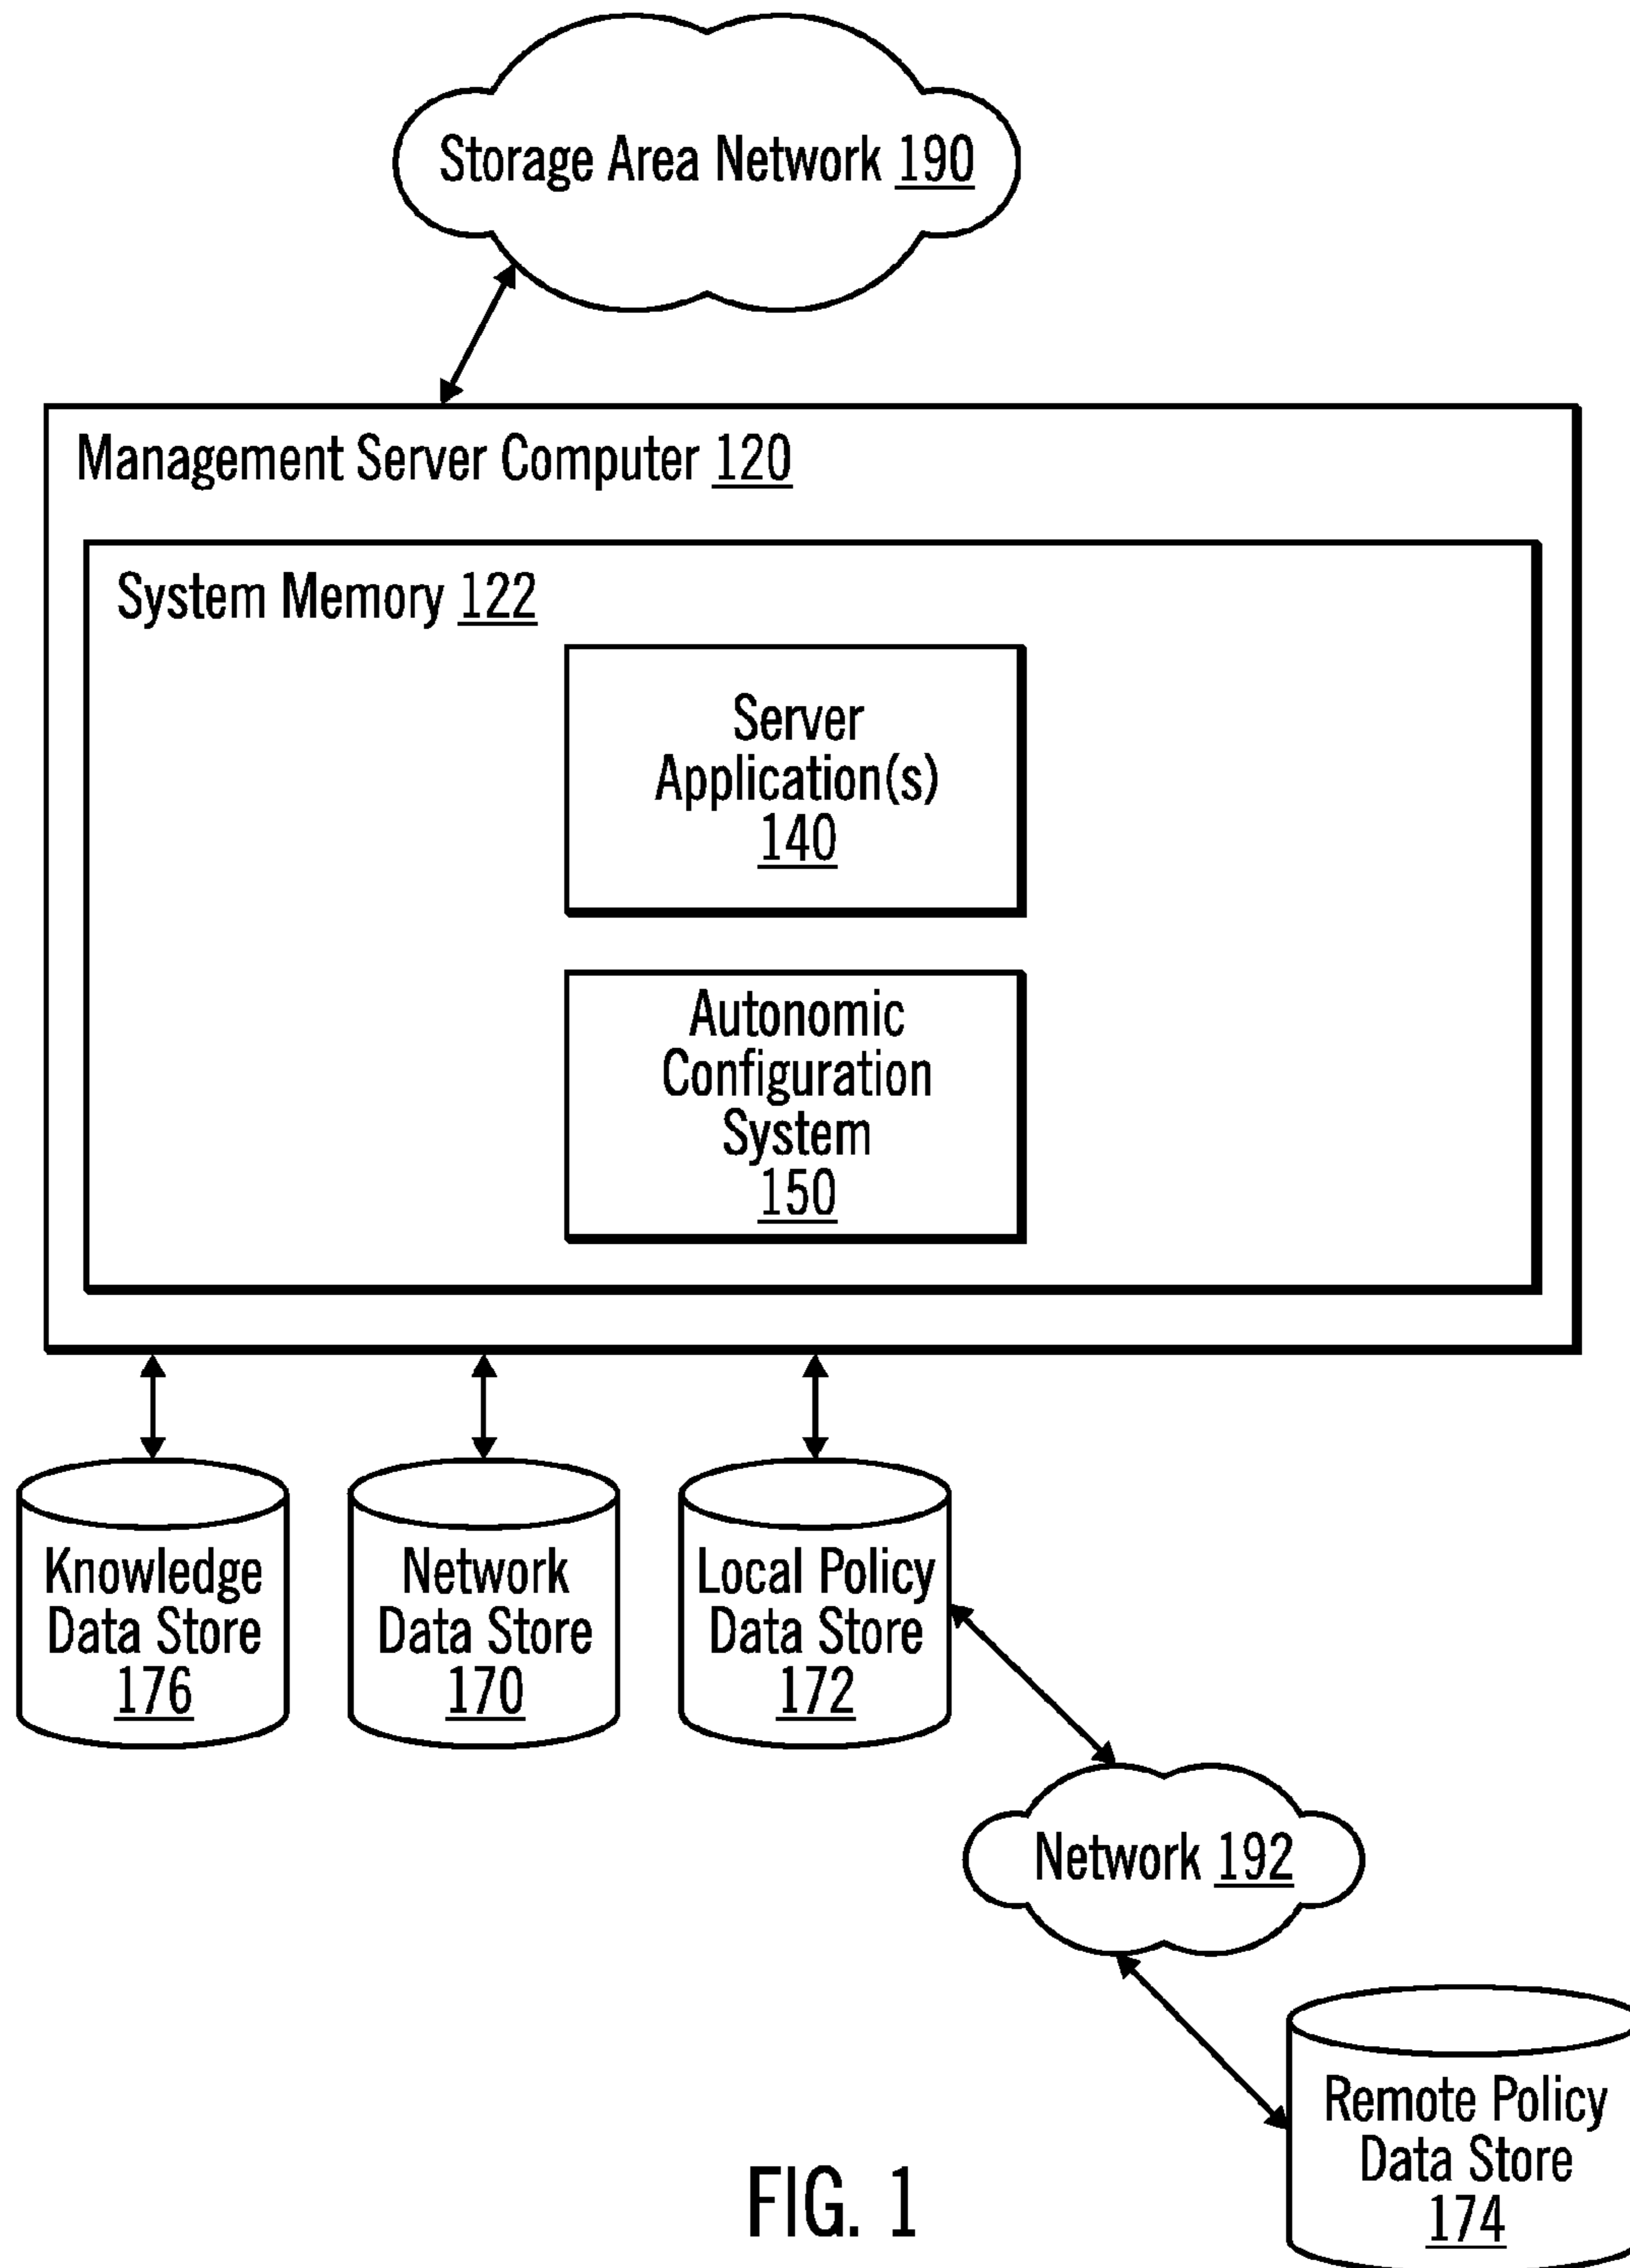 Storage Area Network 190
Management Server Computer 120
System Memory 122
Server
Application(s)
140
Autonomic
Configuration
System
150
Knowledge
Data Store
176
Network
Data Store
170
Local Policy
Data Store
172
Network 192
Remote Policy
Data Store
174
FIG. 1